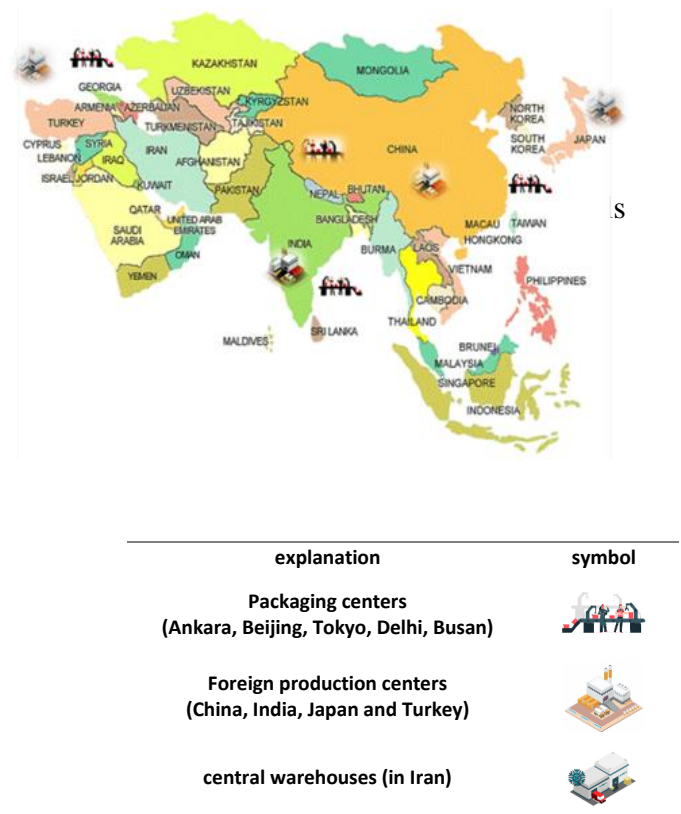 KAZAKHSTAN
MONGOLIA
GEORGIA
UZBEKISTAN
KYRGYZSTAN
ARMENIA
AZERBAIJAN
NORTH
KOREA
TURKEY
TURKMENISTAN
TAJIKISTAN
CYPRUS
SYRIA
IRAN
CHINA
SOUTH
KOREA
JAPAN
LEBANON
IRAQ
AFGHANISTAN
ISRAEL
JORDAN
KUWAIT
PAKISTAN
NEPAL
BHUTAN
QATAR
UNITED ARAB
EMIRATES
BANGLADESH
MACAU
TAIWAN
is
SAUDI
ARABIA
OMAN
INDIA
BURMA
LAOS
HONGKONG
YEMEN
VIETNAM
PHILIPPINES
CAMBODIA
THAILAND
SRI LANKA
MALDIVES
BRUNEI
MALAYSIA
SINGAPORE
INDONESIA
explanation symbol
Packaging centers
(Ankara, Beijing, Tokyo, Delhi, Busan)
Foreign production centers
(China, India, Japan and Turkey)
central warehouses (in Iran)